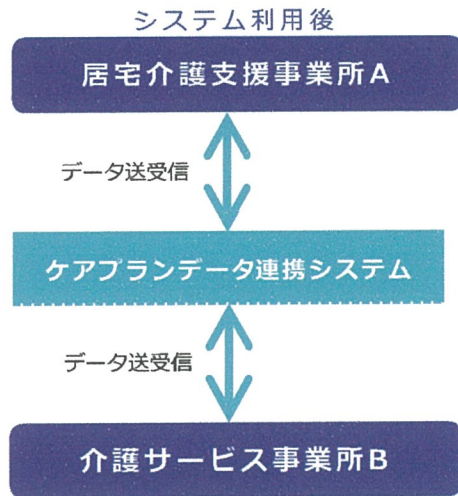 システム利用後
居宅介護支援事業所A
データ送受信
ケアプランデータ連携システム
データ送受信
介護サービス事業所B